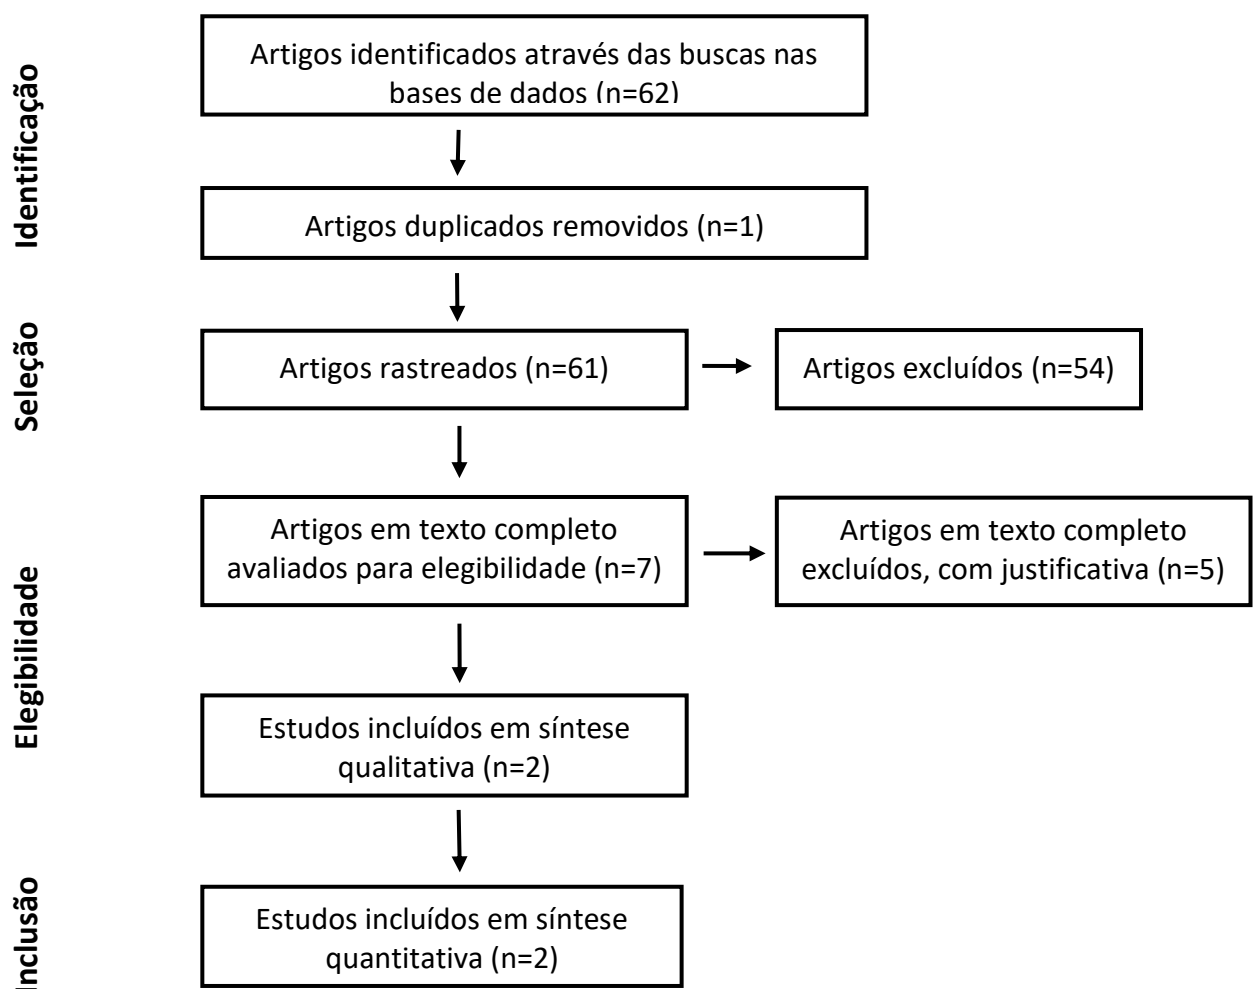 Identificação
Artigos identificados através das buscas nas
bases de dados (n=62)
Artigos duplicados removidos (n=1)
Seleção
Artigos rastreados (n=61)
Artigos excluídos (n=54)
Elegibilidade
Artigos em texto completo
avaliados para elegibilidade (n=7)
Artigos em texto completo
excluídos, com justificativa (n=5)
Estudos incluídos em síntese
qualitativa (n=2)
Inclusão
Estudos incluídos em síntese
quantitativa (n=2)